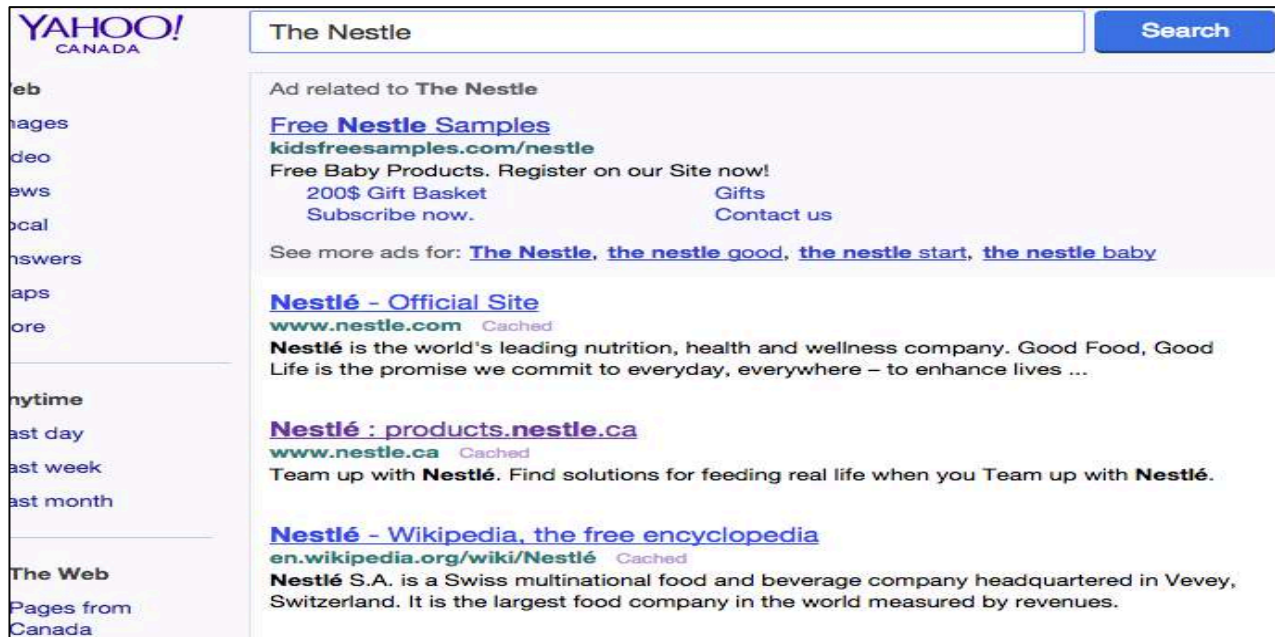 YAHOO!
CANADA
The Nestle
Search
eb
ages
deo
ews
ocal
nswers
aps
ore
nytime
ast day
ast week
ast month
The Web
Pages from
Canada
Ad related to The Nestle
Free Nestle Samples
kidsfreesamples.com/nestle
Free Baby Products. Register on our Site now!
200$ Gift Basket Gifts
Subscribe now. Contact us
See more ads for: The Nestle, the nestle good, the nestle start, the nestle baby
Nestlé - Official Site
www.nestle.com Cached
Nestlé is the world's leading nutrition, health and wellness company. Good Food, Good
Life is the promise we commit to everyday, everywhere – to enhance lives ...
Nestlé : products.nestle.ca
www.nestle.ca Cached
Team up with Nestlé. Find solutions for feeding real life when you Team up with Nestlé.
Nestlé - Wikipedia, the free encyclopedia
en.wikipedia.org/wiki/Nestlé Cached
Nestlé S.A. is a Swiss multinational food and beverage company headquartered in Vevey,
Switzerland. It is the largest food company in the world measured by revenues.